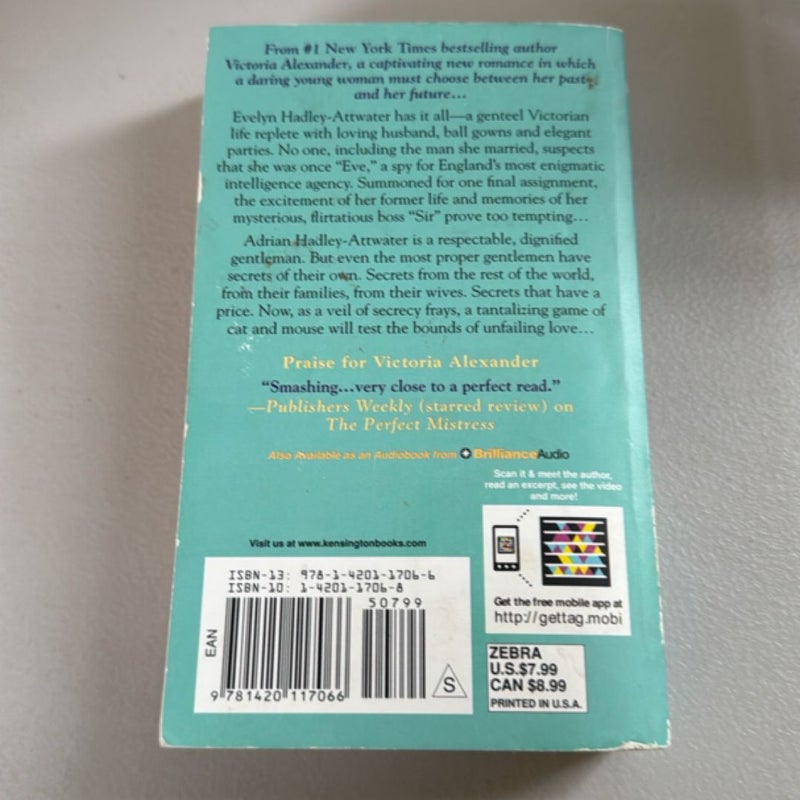 From #1 New York Times bestselling author
Victoria Alexander, a captivating new romance in which
a daring young woman must choose between her past
and her future...
Evelyn Hadley-Attwater has it all—a genteel Victorian
life replete with loving husband, ball gowns and elegant
parties. No one, including the man she married, suspects
that she was once “Eve,” a spy for England’s most enigmatic
intelligence agency. Summoned for one final assignment,
the excitement of her former life and memories of her
mysterious, flirtatious boss “Sir” prove too tempting...
Adrian Hadley-Attwater is a respectable, dignified
gentleman. But even the most proper gentlemen have
secrets of their own. Secrets from the rest of the world,
from their families, from their wives. Secrets that have a
price. Now, as a veil of secrecy frays, a tantalizing game of
cat and mouse will test the bounds of unfailing love...
Praise for Victoria Alexander
“Smashing...very close to a perfect read.”
—Publishers Weekly (starred review) on
The Perfect Mistress
Also Available as an Audiobook from BrillianceAudio
Scan it & meet the author,
read an excerpt, see the video
and more!
Visit us at www.kensingtonbooks.com
Get the free mobile app at
http://gettag.mobi
ISBN-13: 978-1-4201-1706-6
ISBN-10: 1-4201-1706-8
50799
EAN
9 781420 117066
S
ZEBRA
U.S.$7.99
CAN $8.99
PRINTED IN U.S.A.